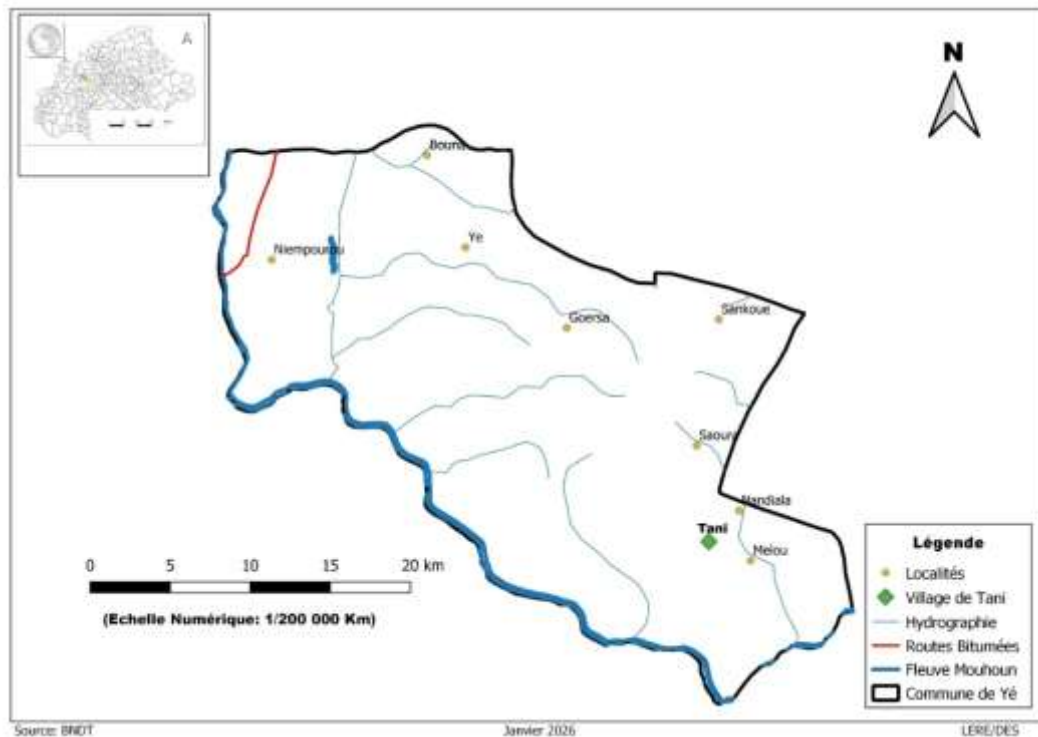 A
N
Bouna
Niempourou
Ye
Goersa
Sankoue
Saoura
Nandiala
Tani
Melou
0 5 10 15 20 km
(Echelle Numérique: 1/200 000 Km)
Légende
Localités
Village de Tani
Hydrographie
Routes Bitumées
Fleuve Mouhoun
Commune de Yé
Source: BNDT
Janvier 2026
LERE/DES